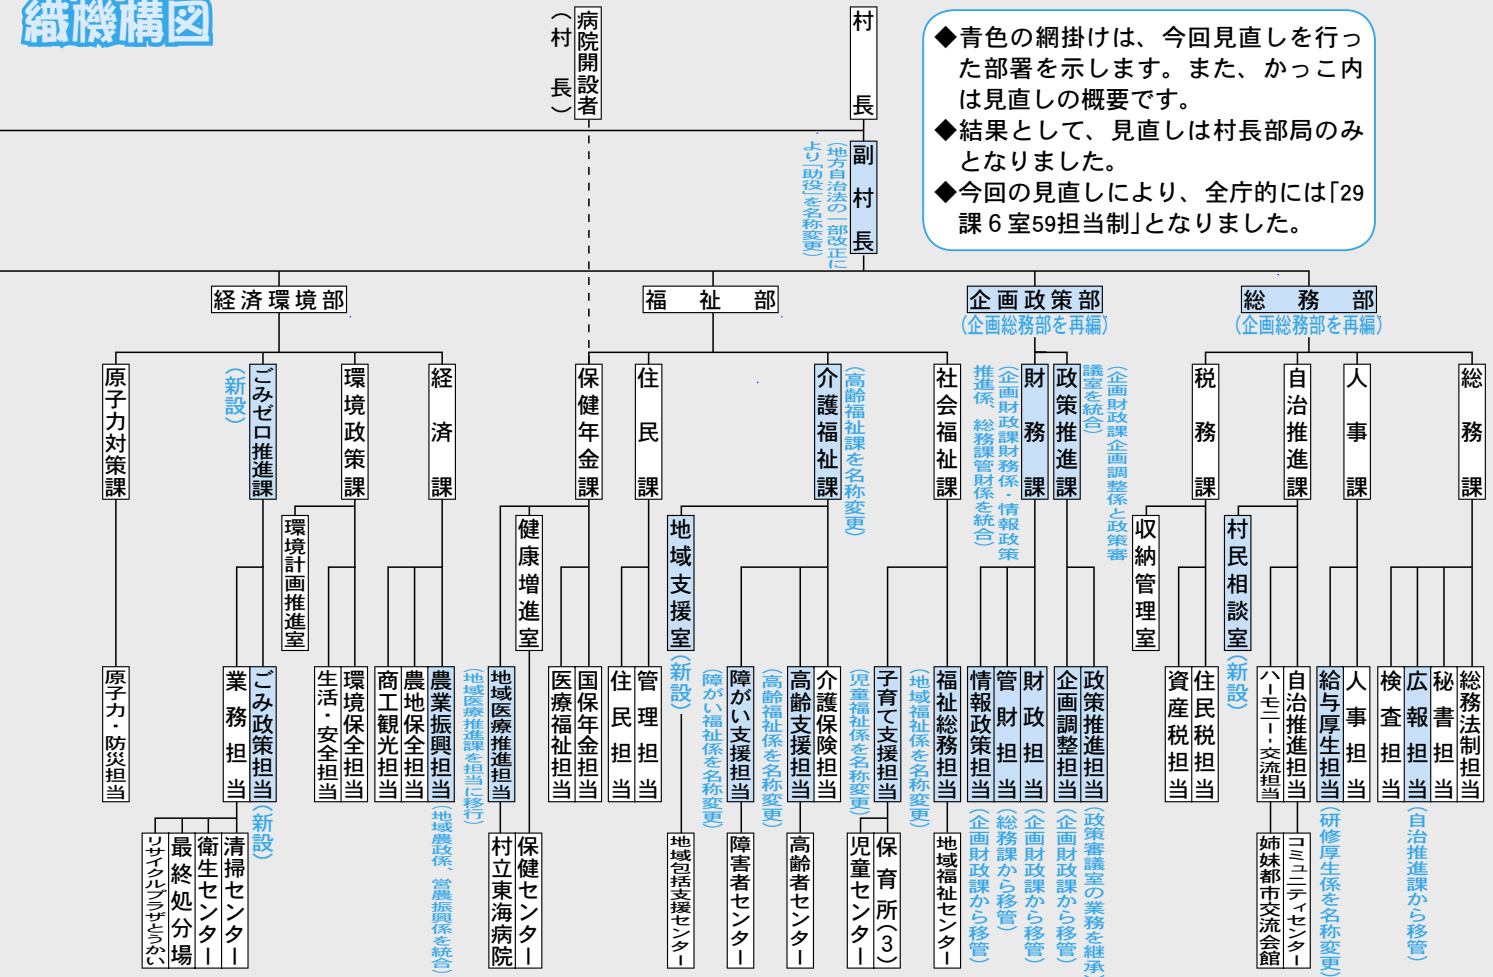 織機構図
◆青色の網掛けは、今回見直しを行っ
た部署を示します。また、かっこ内
は見直しの概要です。
◆結果として、見直しは村長部局のみ
となりました。
◆今回の見直しにより、全庁的には「29
課６室59担当制」となりました。
村長
病院開設者
（村長）
副村長
（地方自治法の一部改正に
より「助役」を名称変更）
総務部
（企画総務部を再編）
企画政策部
（企画総務部を再編）
福祉部
経済環境部
総務課
人事課
自治推進課
税務課
（企画財政課企画調整係と政策審
議室を統合）
政策推進課
財務課
（企画財政課財務係・情報政策
推進係、総務課管財係を統合）
社会福祉課
（高齢福祉課を名称変更）
介護福祉課
住民課
保健年金課
経済課
環境政策課
ごみゼロ推進課
（新設）
原子力対策課
村民相談室
（新設）
収納管理室
地域支援室
（新設）
健康増進室
環境計画推進室
総務法制担当
秘書担当
広報担当
（自治推進課から移管）
検査担当
人事担当
給与厚生担当
（研修厚生係を名称変更）
自治推進担当
ハーモニー・交流担当
住民税担当
資産税担当
政策推進担当
（政策審議室の業務を継承）
企画調整担当
（企画財政課から移管）
財政担当
（企画財政課から移管）
管財担当
（総務課から移管）
情報政策担当
（企画財政課から移管）
福祉総務担当
（地域福祉係を名称変更）
子育て支援担当
（児童福祉係を名称変更）
介護保険担当
高齢支援担当
（高齢福祉係を名称変更）
障がい支援担当
（障がい福祉係を名称変更）
管理担当
住民担当
国保年金担当
医療福祉担当
地域医療推進担当
（地域医療推進課を担当に移行）
農業振興担当
（地域農政係、営農振興係を統合）
農地保全担当
商工観光担当
環境保全担当
生活・安全担当
ごみ政策担当
（新設）
業務担当
原子力・防災担当
コミュニティセンター
姉妹都市交流会館
地域福祉センター
保育所（3）
児童センター
高齢者センター
障害者センター
地域包括支援センター
保健センター
村立東海病院
清掃センター
衛生センター
最終処分場
リサイクルプラザとうかい